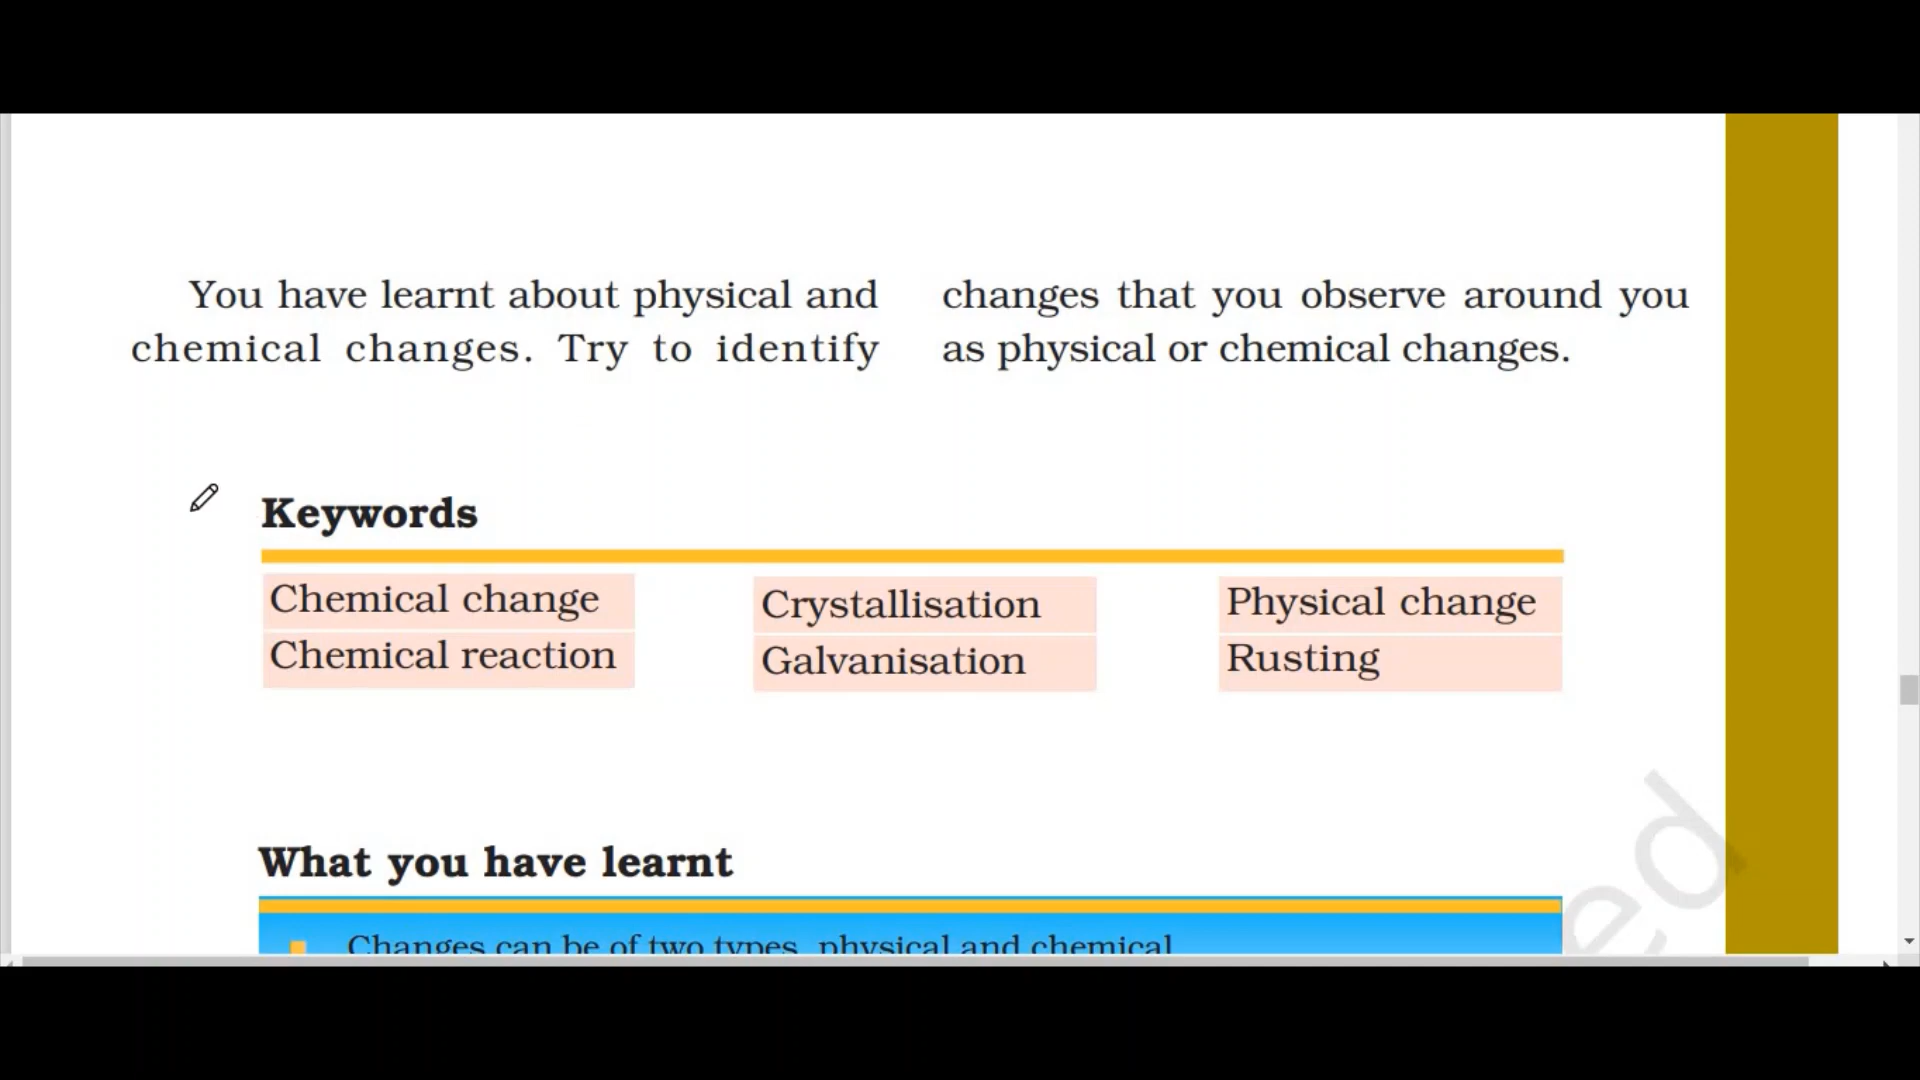 You have learnt about physical and
chemical changes. Try to identify
changes that you observe around you
as physical or chemical changes.
Keywords
Chemical change
Chemical reaction
Crystallisation
Galvanisation
Physical change
Rusting
What you have learnt
Changes can be of two types, physical and chemical
ed